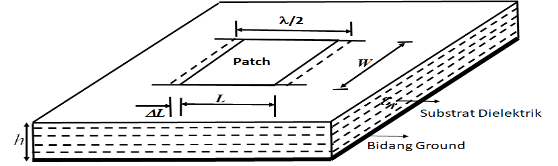 λ/2
Patch
W
L
ΔL
εr
Substrat Dielektrik
h
Bidang Ground